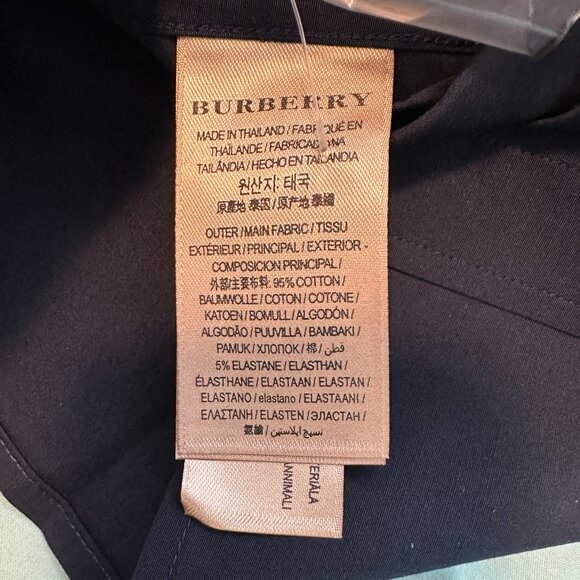 BURBERRY
MADE IN THAILAND / FABRIQUÉ EN
THAÏLANDE / FABRICADO NA
TAILÂNDIA / HECHO EN TAILANDIA
원산지: 태국
原產地 泰国 / 原产地 泰國
OUTER / MAIN FABRIC / TISSU
EXTÉRIEUR / PRINCIPAL / EXTERIOR -
COMPOSICION PRINCIPAL /
外部/主要布料: 95% COTTON /
BAUMWOLLE / COTON / COTONE /
KATOEN / BOMULL / ALGODÓN /
ALGODÃO / PUUVILLA / BAMBAKI /
PAMUK / ХЛОПОК / 棉 / قطن /
5% ELASTANE / ELASTHAN /
ÉLASTHANE / ELASTAAN / ELASTAN /
ELASTANO / elastano / ELASTAANI /
ΕΛΑΣΤΑΝΗ / ELASTEN / ЭЛАСТАН /
氨綸 / نسيج ايلاستين /
ANNIMALI